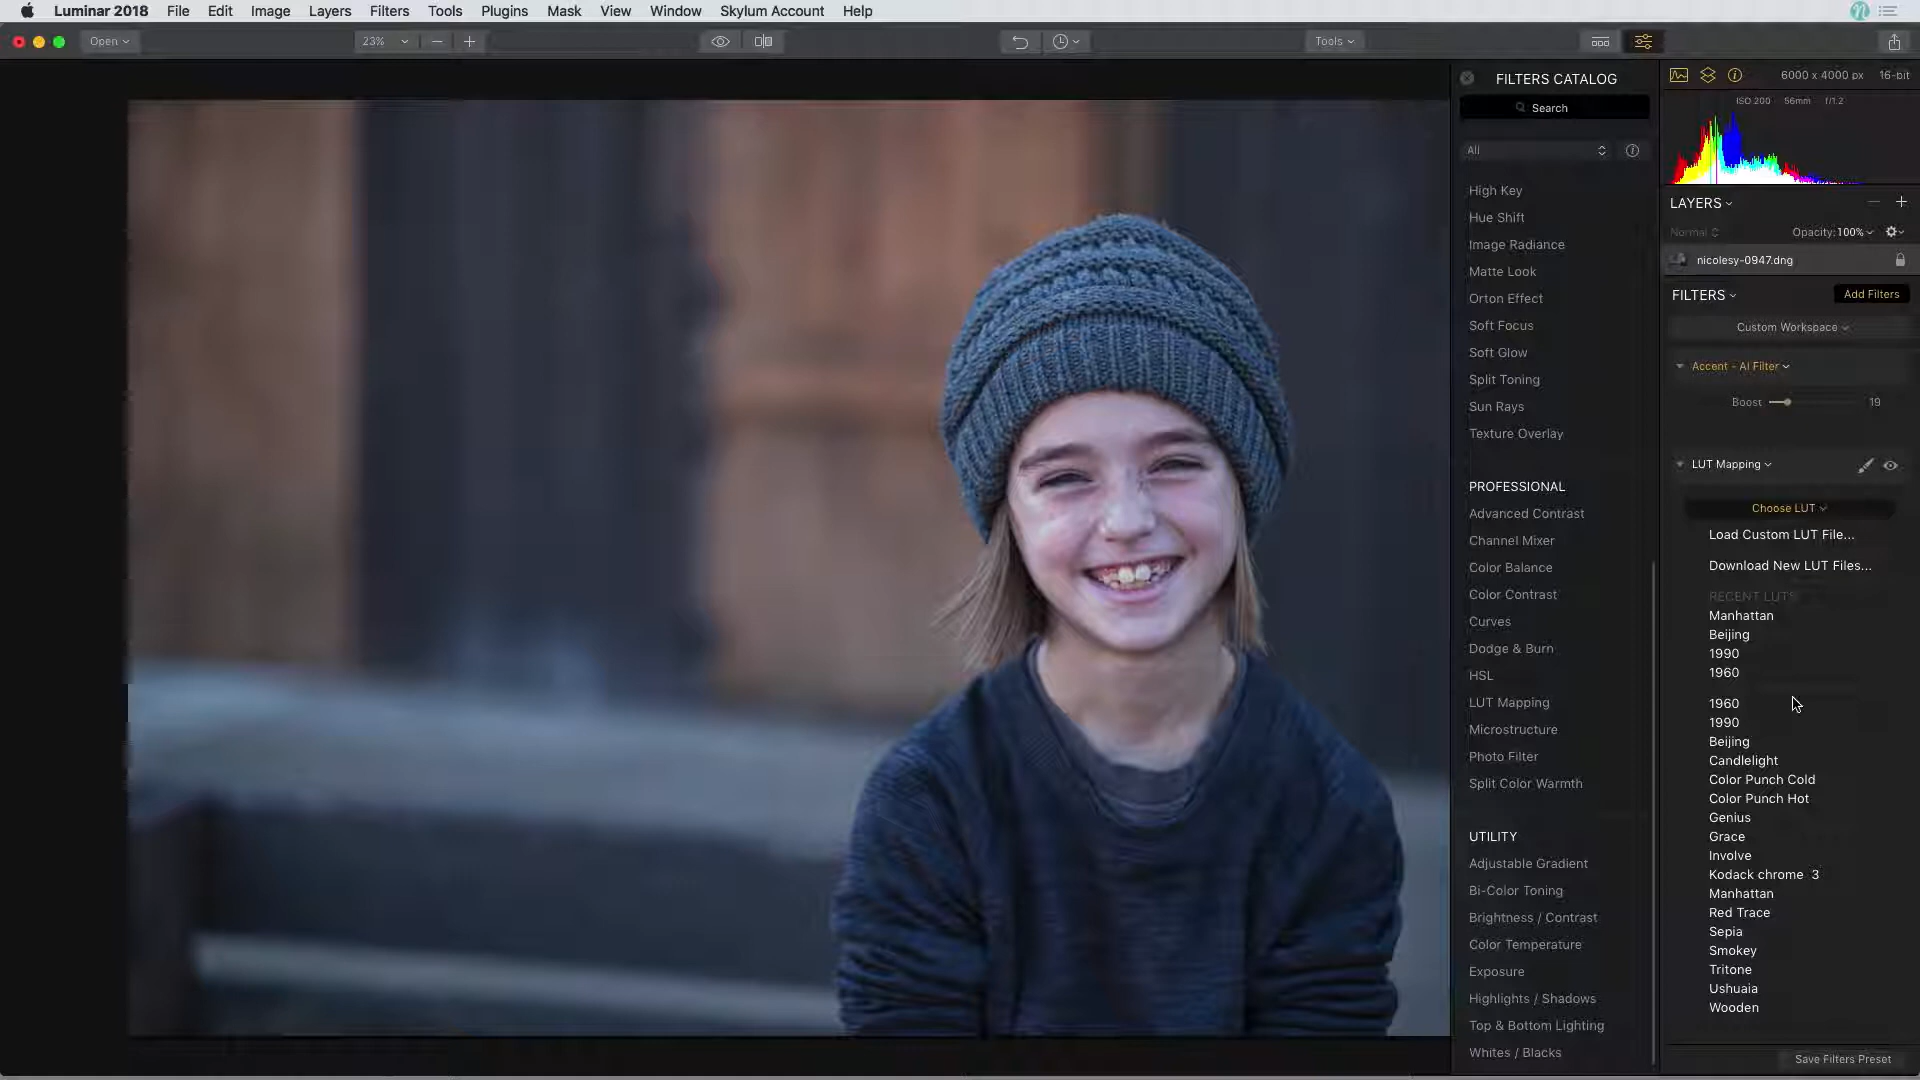 Luminar 2018 File Edit Image Layers Filters Tools Plugins Mask View Window Skylum Account Help
Open 23% Tools
FILTERS CATALOG
Search
All
High Key
Hue Shift
Image Radiance
Matte Look
Orton Effect
Soft Focus
Soft Glow
Split Toning
Sun Rays
Texture Overlay
PROFESSIONAL
Advanced Contrast
Channel Mixer
Color Balance
Color Contrast
Curves
Dodge & Burn
HSL
LUT Mapping
Microstructure
Photo Filter
Split Color Warmth
UTILITY
Adjustable Gradient
Bi-Color Toning
Brightness / Contrast
Color Temperature
Exposure
Highlights / Shadows
Top & Bottom Lighting
Whites / Blacks
6000 x 4000 px 16-bit
ISO 200 56mm f/1.2
LAYERS
Normal Opacity: 100%
nicolesy-0947.dng
FILTERS Add Filters
Custom Workspace
Accent - AI Filter
Boost 19
LUT Mapping
Choose LUT
Load Custom LUT File...
Download New LUT Files...
RECENT LUTS
Manhattan
Beijing
1990
1960
1960
1990
Beijing
Candlelight
Color Punch Cold
Color Punch Hot
Genius
Grace
Involve
Kodack chrome 3
Manhattan
Red Trace
Sepia
Smokey
Tritone
Ushuaia
Wooden
Save Filters Preset